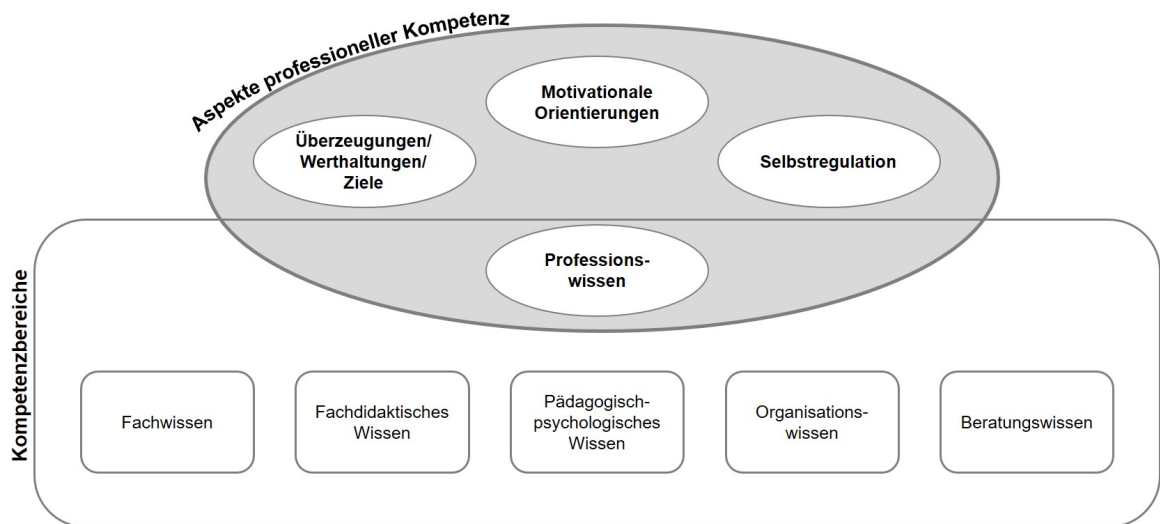 Aspekte professioneller Kompetenz
Motivationale
Orientierungen
Überzeugungen/
Werthaltungen/
Ziele
Selbstregulation
Professions-
wissen
Kompetenzbereiche
Fachwissen
Fachdidaktisches
Wissen
Pädagogisch-
psychologisches
Wissen
Organisations-
wissen
Beratungswissen